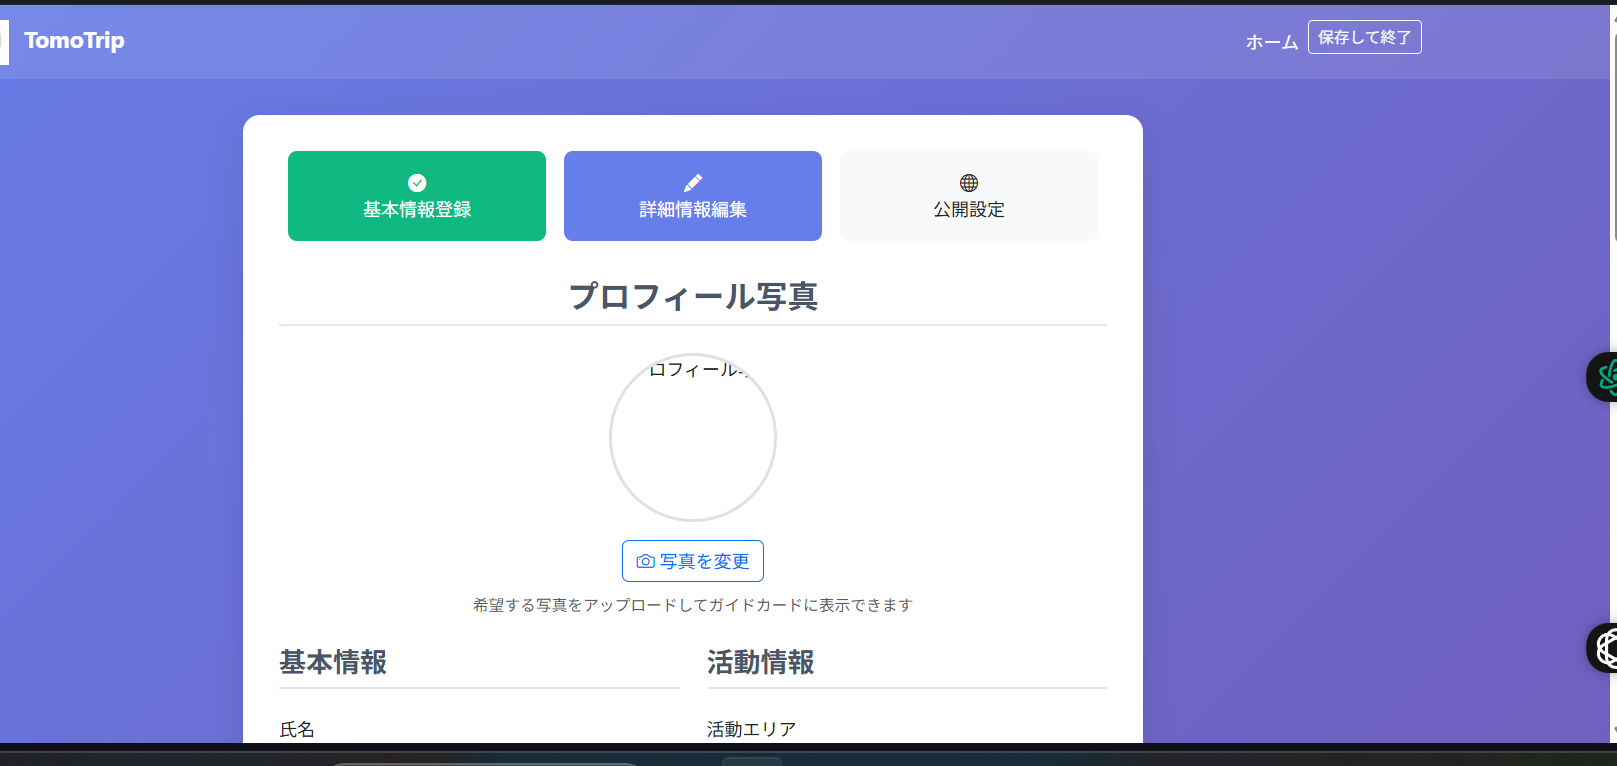 TomoTrip
ホーム
保存して終了
基本情報登録
詳細情報編集
公開設定
プロフィール写真
ロフィール
写真を変更
希望する写真をアップロードしてガイドカードに表示できます
基本情報
活動情報
氏名
活動エリア